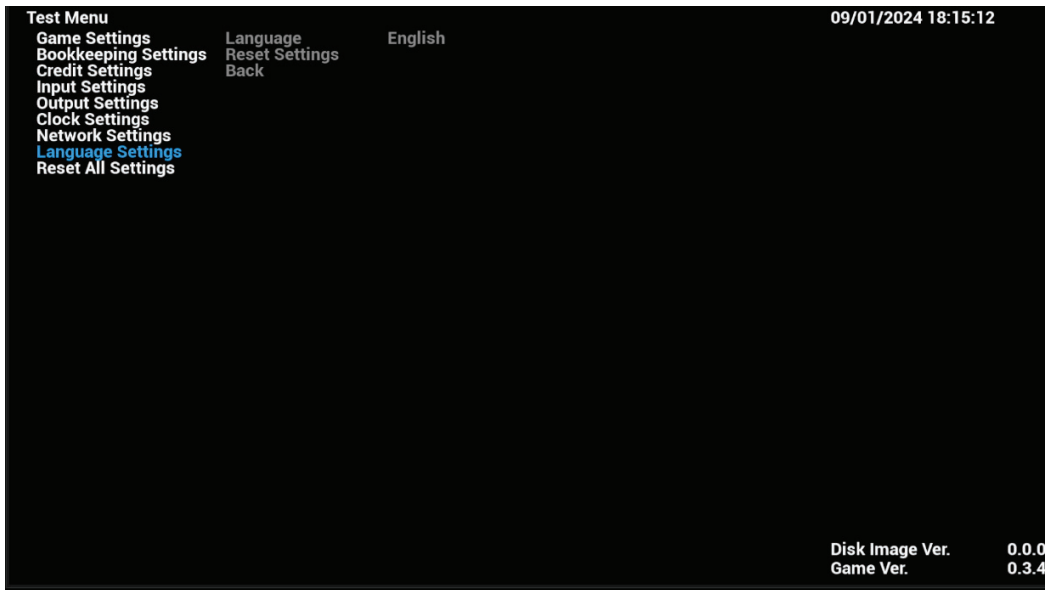 Test Menu 09/01/2024 18:15:12
Game Settings Language English
Bookkeeping Settings Reset Settings
Credit Settings Back
Input Settings
Output Settings
Clock Settings
Network Settings
Language Settings
Reset All Settings
Disk Image Ver. 0.0.0
Game Ver. 0.3.4